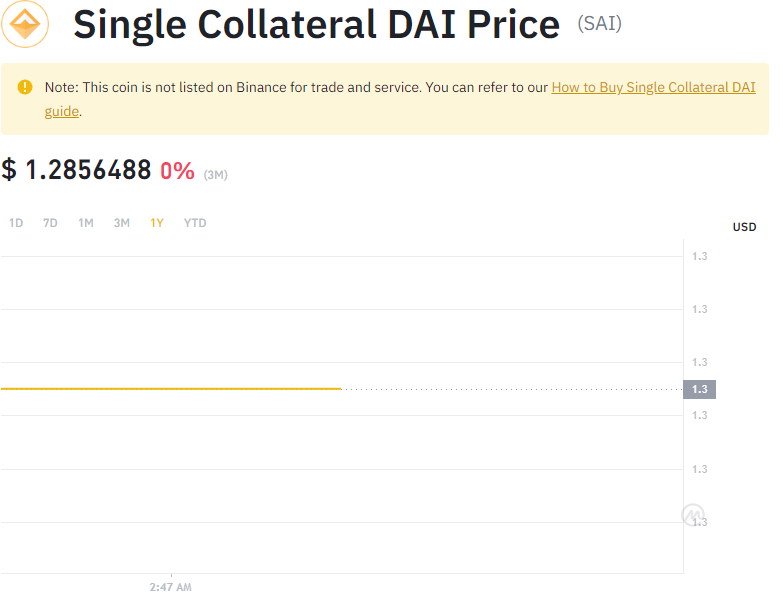 Single Collateral DAI Price (SAI)
Note: This coin is not listed on Binance for trade and service. You can refer to our How to Buy Single Collateral DAI
guide.
$ 1.2856488 0% (3M)
1D 7D 1M 3M 1Y YTD
USD
1.3
1.3
1.3
1.3
1.3
1.3
1.3
2:47 AM